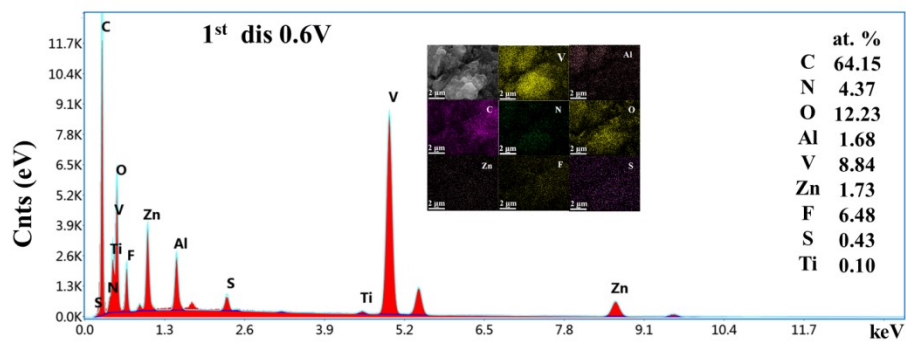 1st dis 0.6V
Cnts (eV)
11.7K
10.4K
9.1K
7.8K
6.5K
5.2K
3.9K
2.6K
1.3K
0.0K
0.0
1.3
2.6
3.9
5.2
6.5
7.8
9.1
10.4
11.7
keV
C
O
V
Ti
N
S
F
Zn
Al
S
Ti
V
Zn
V
Al
2 μm
2 μm
2 μm
C
N
O
2 μm
2 μm
2 μm
Zn
F
S
2 μm
2 μm
2 μm
at. %
C 64.15
N 4.37
O 12.23
Al 1.68
V 8.84
Zn 1.73
F 6.48
S 0.43
Ti 0.10